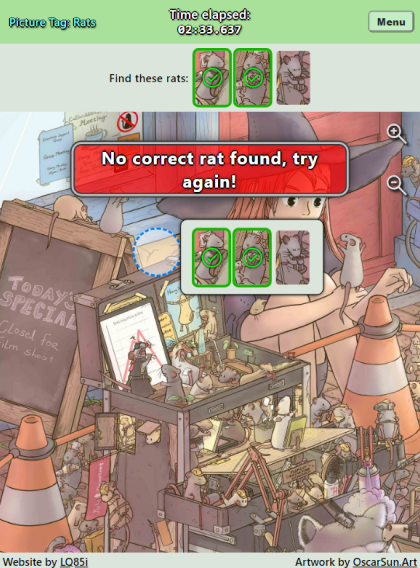 Picture Tag: Rats
Time elapsed:
02:33.637
Menu
Find these rats:
Meeting
No correct rat found, try
again!
TODAY'S
SPECIAL
Closed for
film shoot
Website by LQ85i
Artwork by OscarSun.Art